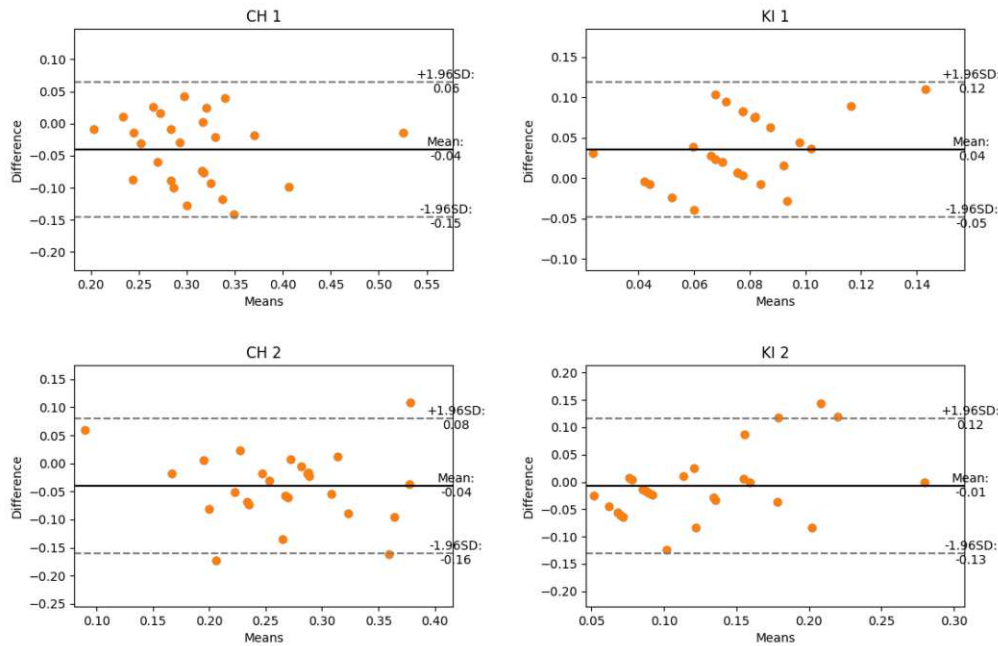 CH 1
0.10
0.05
0.00
−0.05
−0.10
−0.15
−0.20
Difference
+1.96SD:
0.06
Mean:
-0.04
-1.96SD:
-0.15
0.20 0.25 0.30 0.35 0.40 0.45 0.50 0.55
Means
KI 1
0.15
0.10
0.05
0.00
−0.05
−0.10
Difference
+1.96SD:
0.12
Mean:
0.04
-1.96SD:
-0.05
0.04 0.06 0.08 0.10 0.12 0.14
Means
CH 2
0.15
0.10
0.05
0.00
−0.05
−0.10
−0.15
−0.20
−0.25
Difference
+1.96SD:
0.08
Mean:
-0.04
-1.96SD:
-0.16
0.10 0.15 0.20 0.25 0.30 0.35 0.40
Means
KI 2
0.20
0.15
0.10
0.05
0.00
−0.05
−0.10
−0.15
−0.20
Difference
+1.96SD:
0.12
Mean:
-0.01
-1.96SD:
-0.13
0.05 0.10 0.15 0.20 0.25 0.30
Means